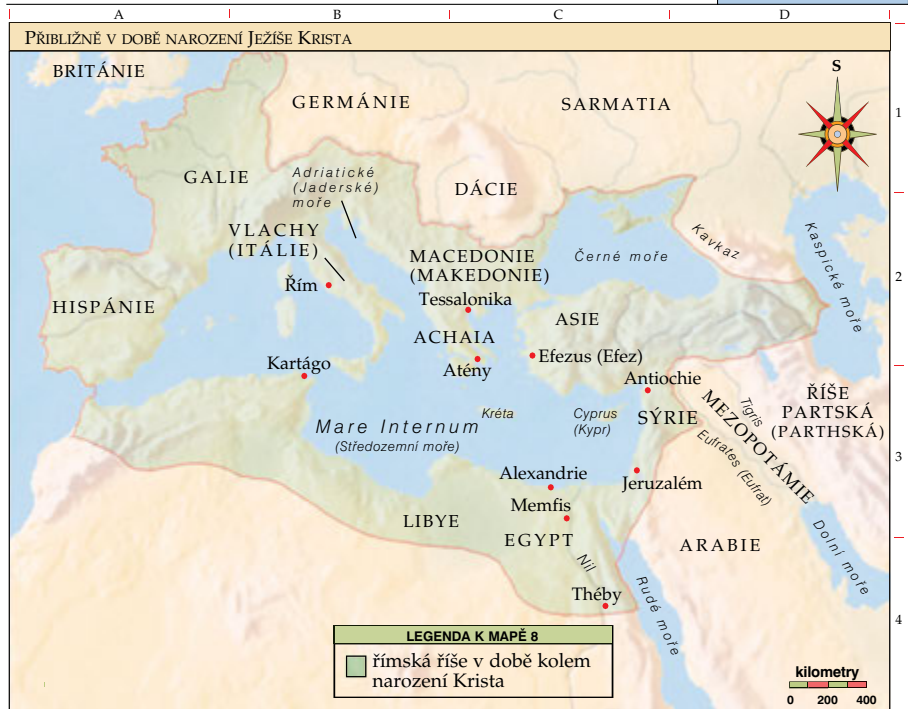 A B C D
PŘIBLIŽNĚ V DOBĚ NAROZENÍ JEŽÍŠE KRISTA
BRITÁNIE
GERMÁNIE
SARMATIA
S
1
GALIE
Adriatické
(Jaderské)
moře
DÁCIE
VLACHY
(ITÁLIE)
Kavkaz
Kaspické moře
MACEDONIE
(MAKEDONIE)
Černé moře
2
Řím
HISPÁNIE
Tessalonika
ASIE
ACHAIA
Atény
Efezus (Efez)
Kartágo
Antiochie
Mare Internum
(Středozemní moře)
Kréta
Cyprus
(Kypr)
SÝRIE
MEZOPOTÁMIE
Tigris
Eufrates (Eufrat)
ŘÍŠE
PARTSKÁ
(PARTHSKÁ)
3
Alexandrie
Jeruzalém
Memfis
LIBYE
EGYPT
ARABIE
Dolní moře
Nil
Théby
Rudé moře
4
LEGENDA K MAPĚ 8
římská říše v době kolem
narození Krista
kilometry
0 200 400